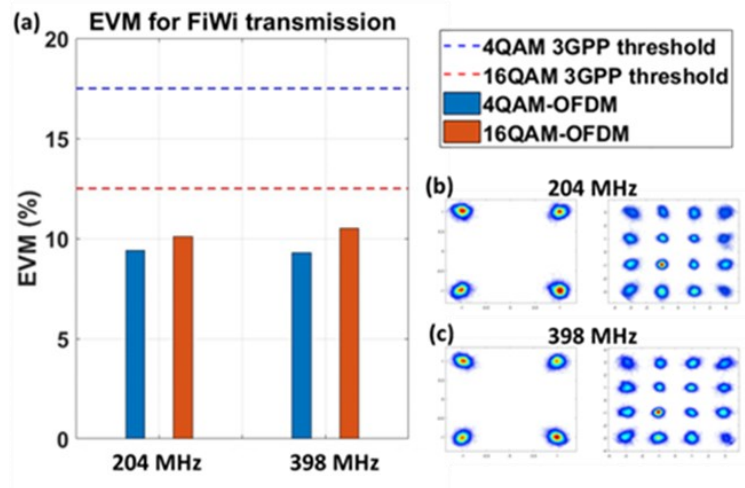 (a) EVM for FiWi transmission
20
15
10
5
0
EVM (%)
204 MHz 398 MHz
4QAM 3GPP threshold
16QAM 3GPP threshold
4QAM-OFDM
16QAM-OFDM
(b) 204 MHz
(c) 398 MHz